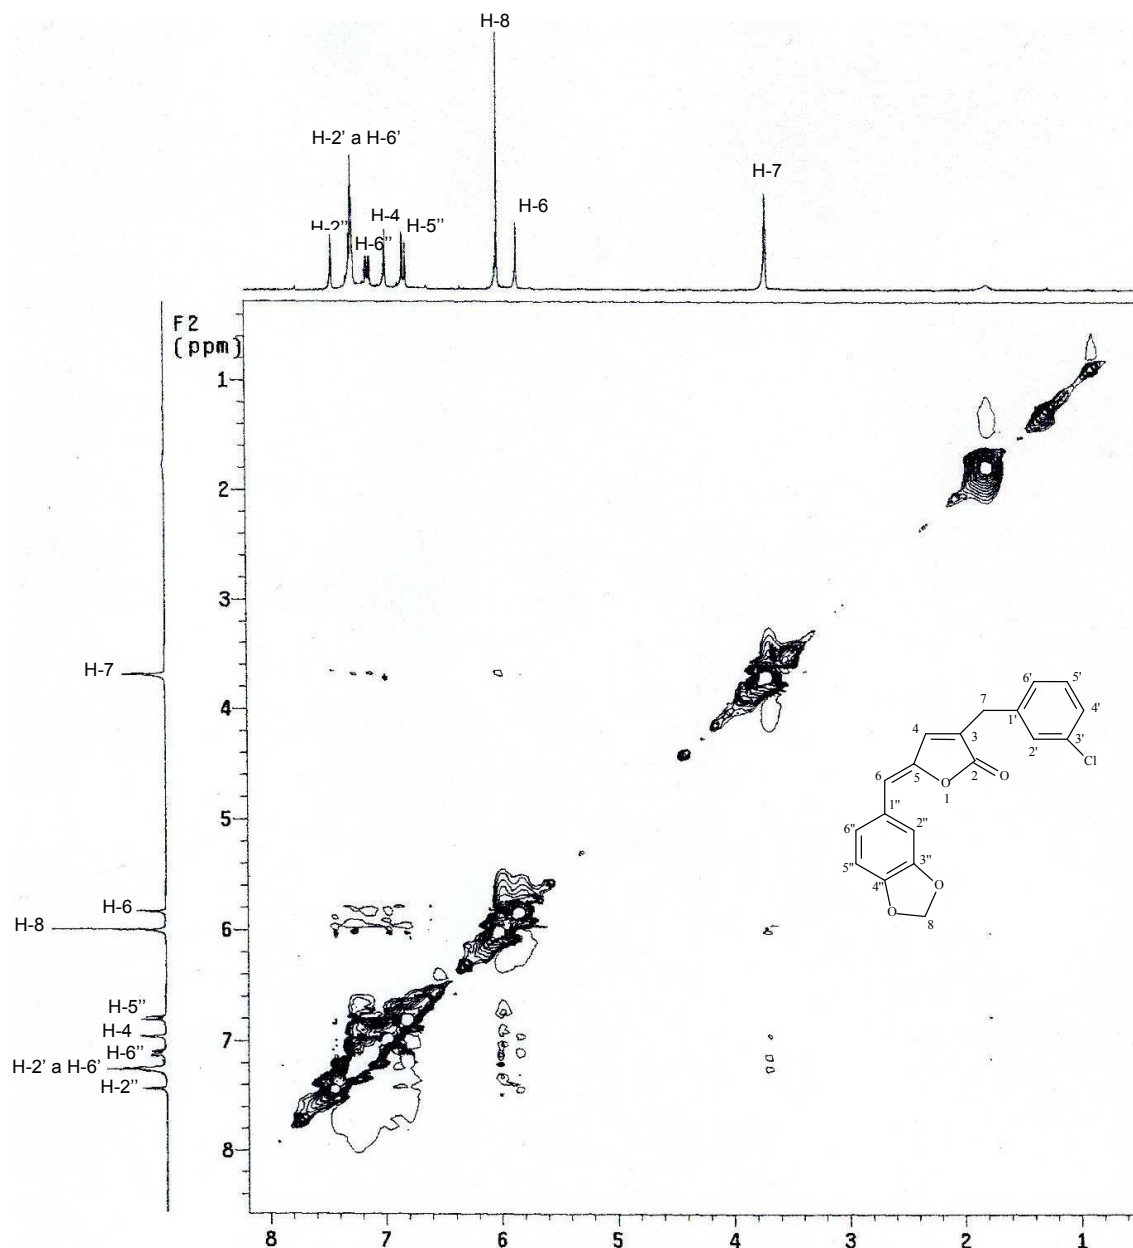 H-8
H-2' a H-6'
H-7
H-6
H-2"
H-4
H-5"
H-6"
F2
(ppm)
1
2
3
H-7
4
5
H-6
H-8
6
H-5"
H-4
7
H-6"
H-2' a H-6'
H-2"
8
8 7 6 5 4 3 2 1
6' 5'
7
1' 4'
4
3 3'
2'
Cl
6 5 2 O
O
1
1"
6" 2"
5" 3"
4" O
O 8